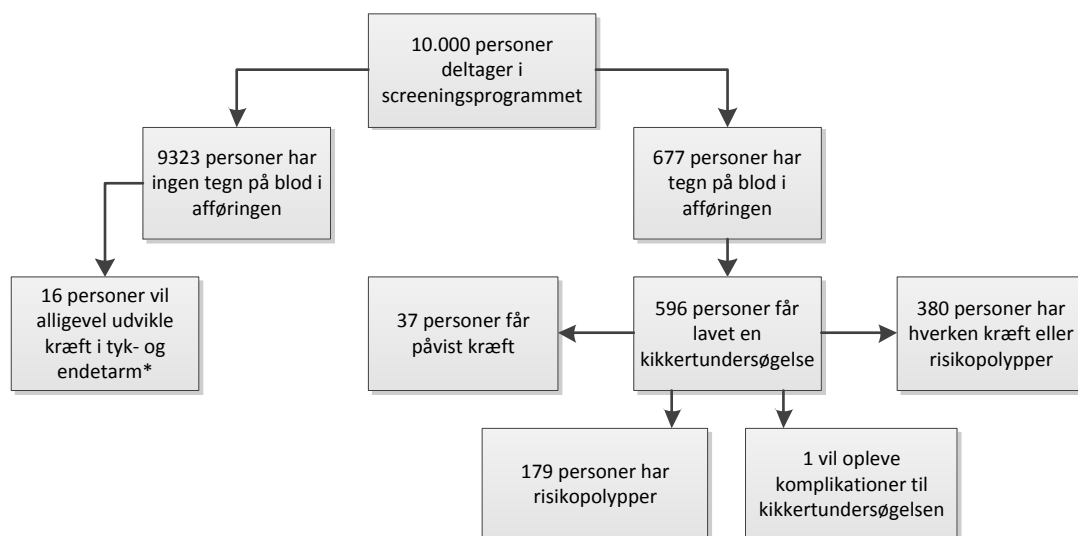 10.000 personer
deltager i
screeningsprogrammet
9323 personer har
ingen tegn på blod i
afføringen
677 personer har
tegn på blod i
afføringen
16 personer vil
alligevel udvikle
kræft i tyk- og
endetarm*
37 personer får
påvist kræft
596 personer får
lavet en
kikkertundersøgelse
380 personer har
hverken kræft eller
risikopolypper
179 personer har
risikopolypper
1 vil opleve
komplikationer til
kikkertundersøgelsen